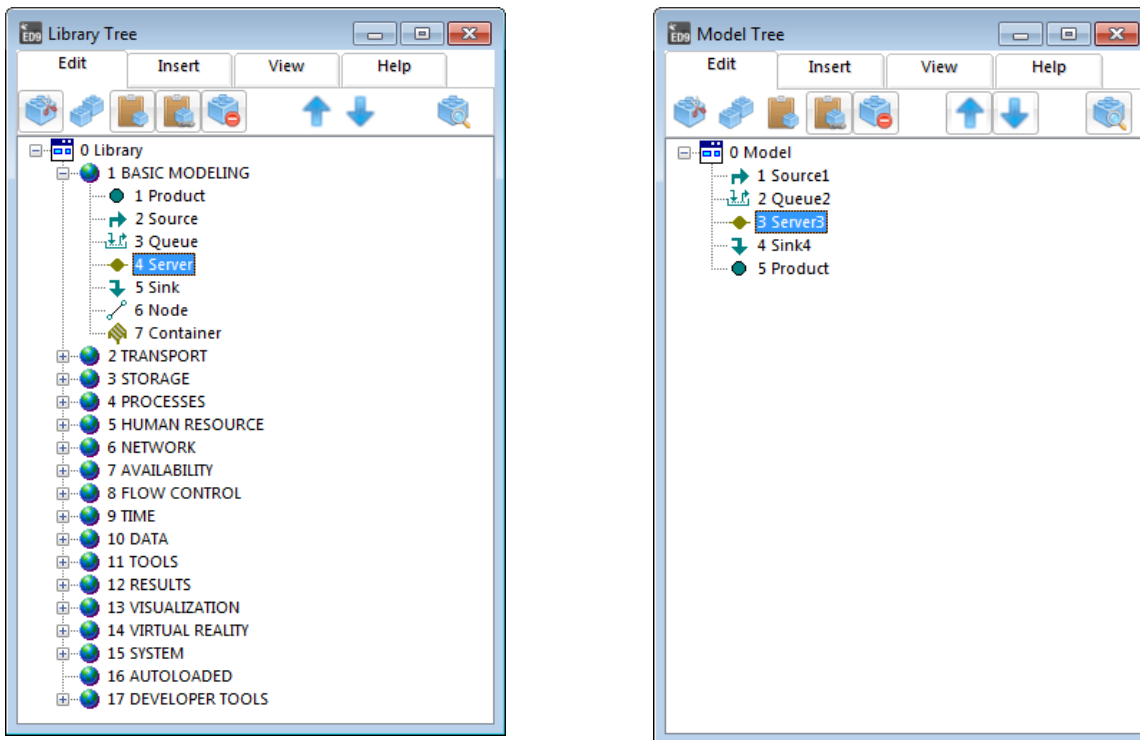 ED9 Library Tree
Edit Insert View Help
0 Library
1 BASIC MODELING
1 Product
2 Source
3 Queue
4 Server
5 Sink
6 Node
7 Container
2 TRANSPORT
3 STORAGE
4 PROCESSES
5 HUMAN RESOURCE
6 NETWORK
7 AVAILABILITY
8 FLOW CONTROL
9 TIME
10 DATA
11 TOOLS
12 RESULTS
13 VISUALIZATION
14 VIRTUAL REALITY
15 SYSTEM
16 AUTOLOADED
17 DEVELOPER TOOLS
ED9 Model Tree
Edit Insert View Help
0 Model
1 Source1
2 Queue2
3 Server3
4 Sink4
5 Product